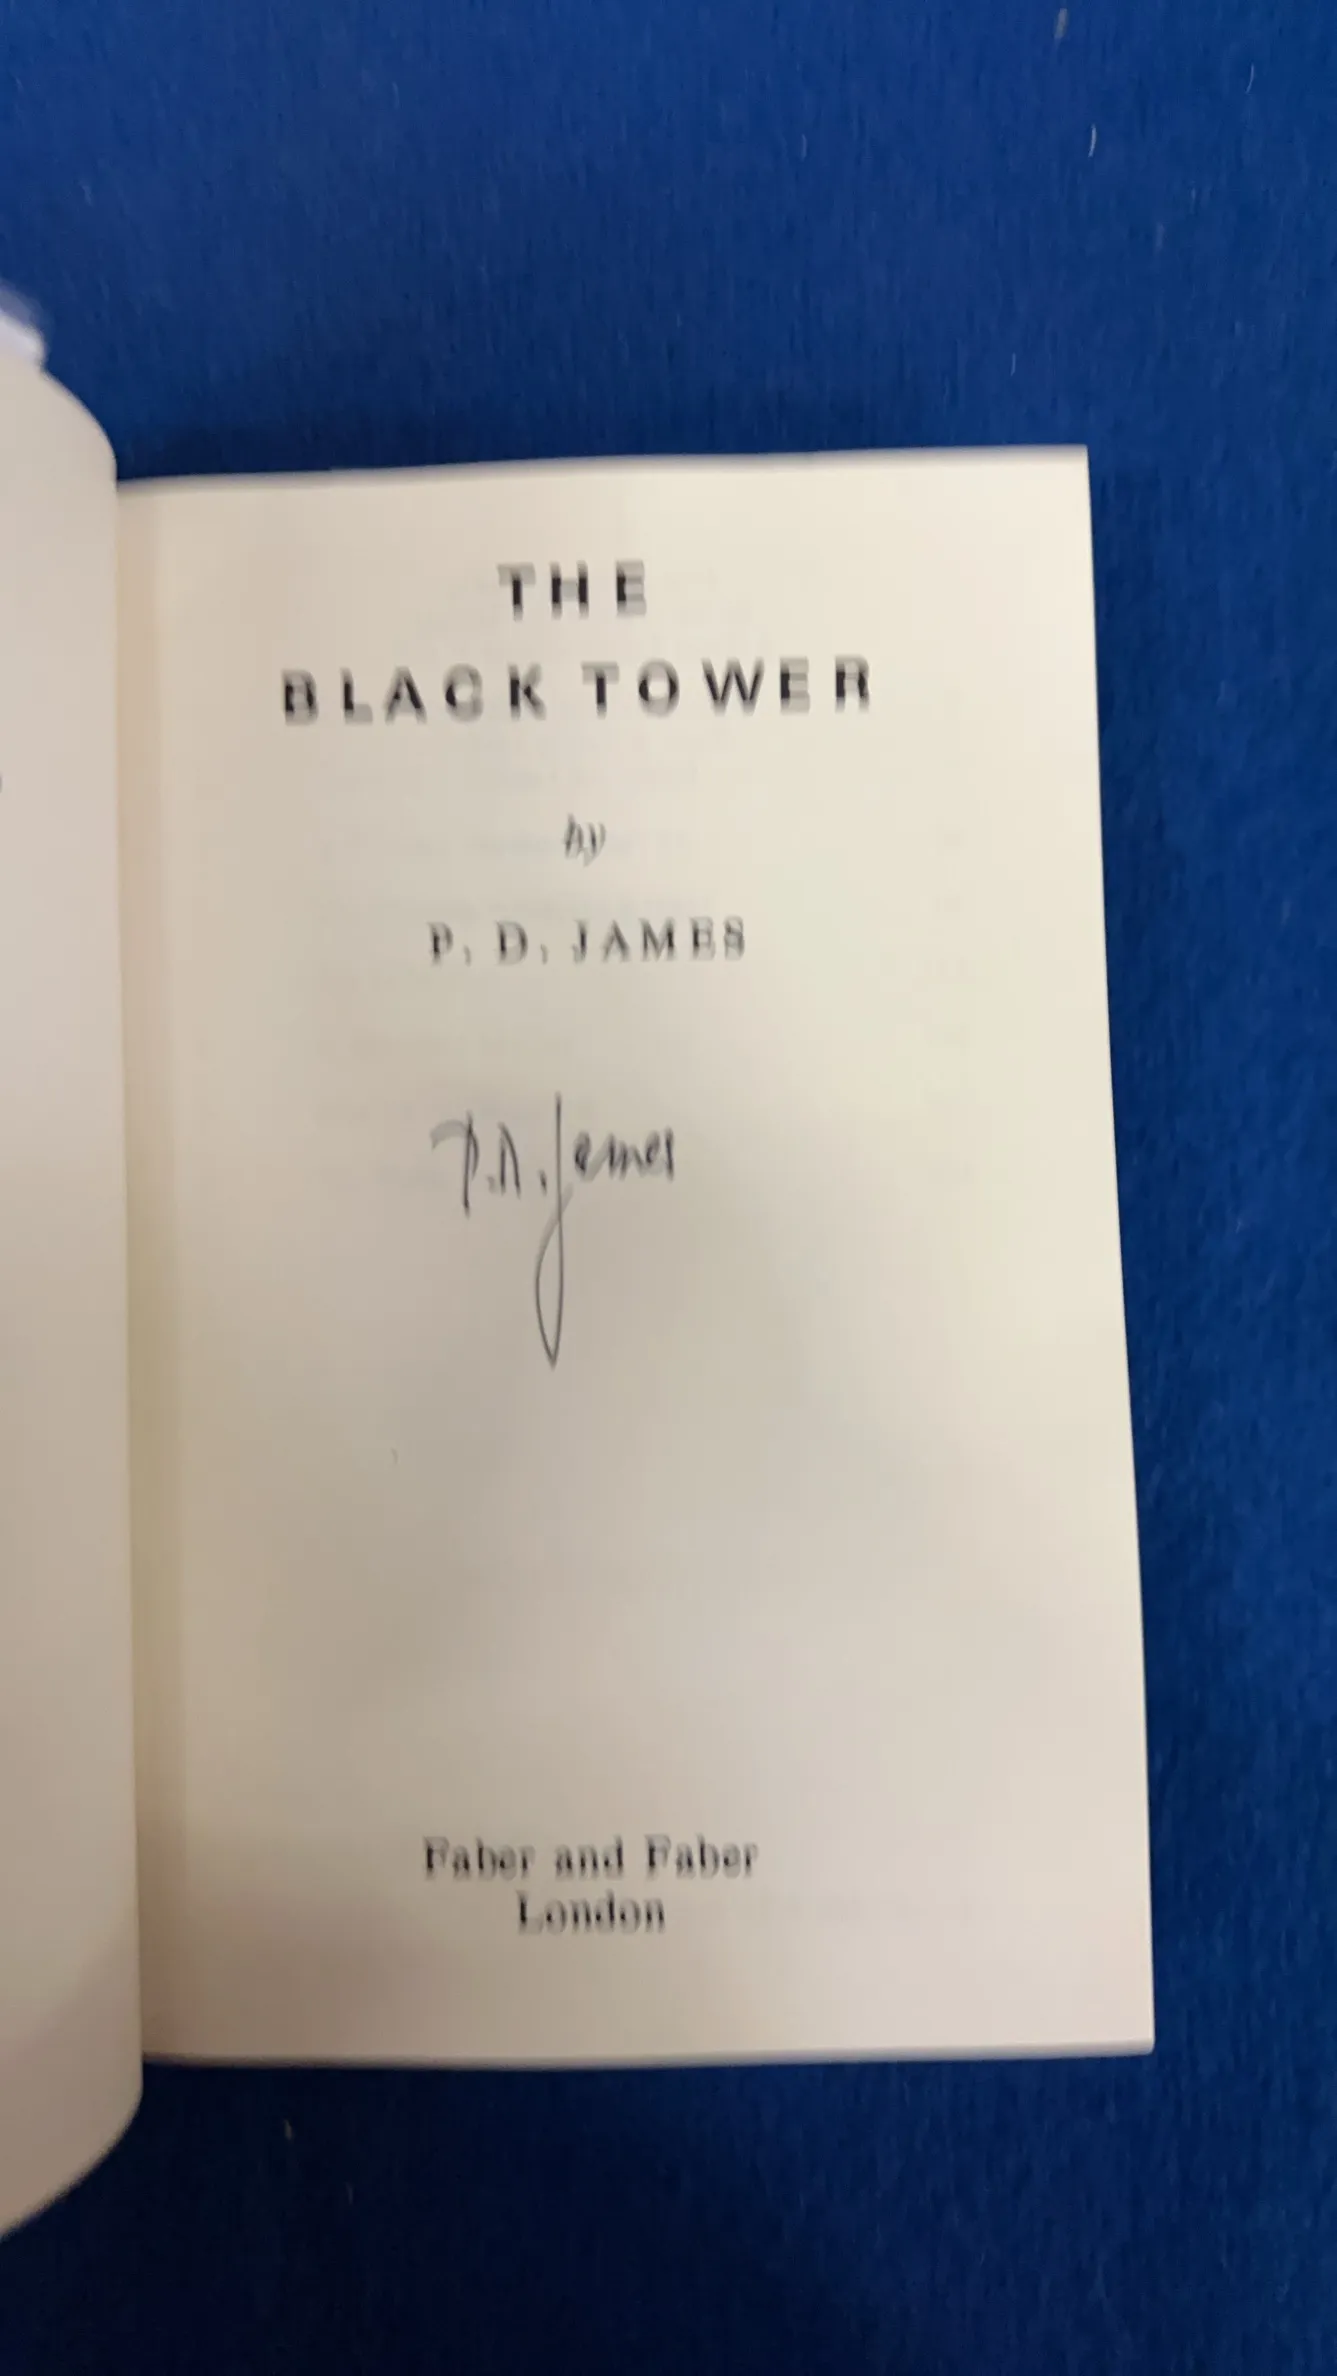 THE
BLACK TOWER
by
P. D. JAMES
P.D. James
Faber and Faber
London